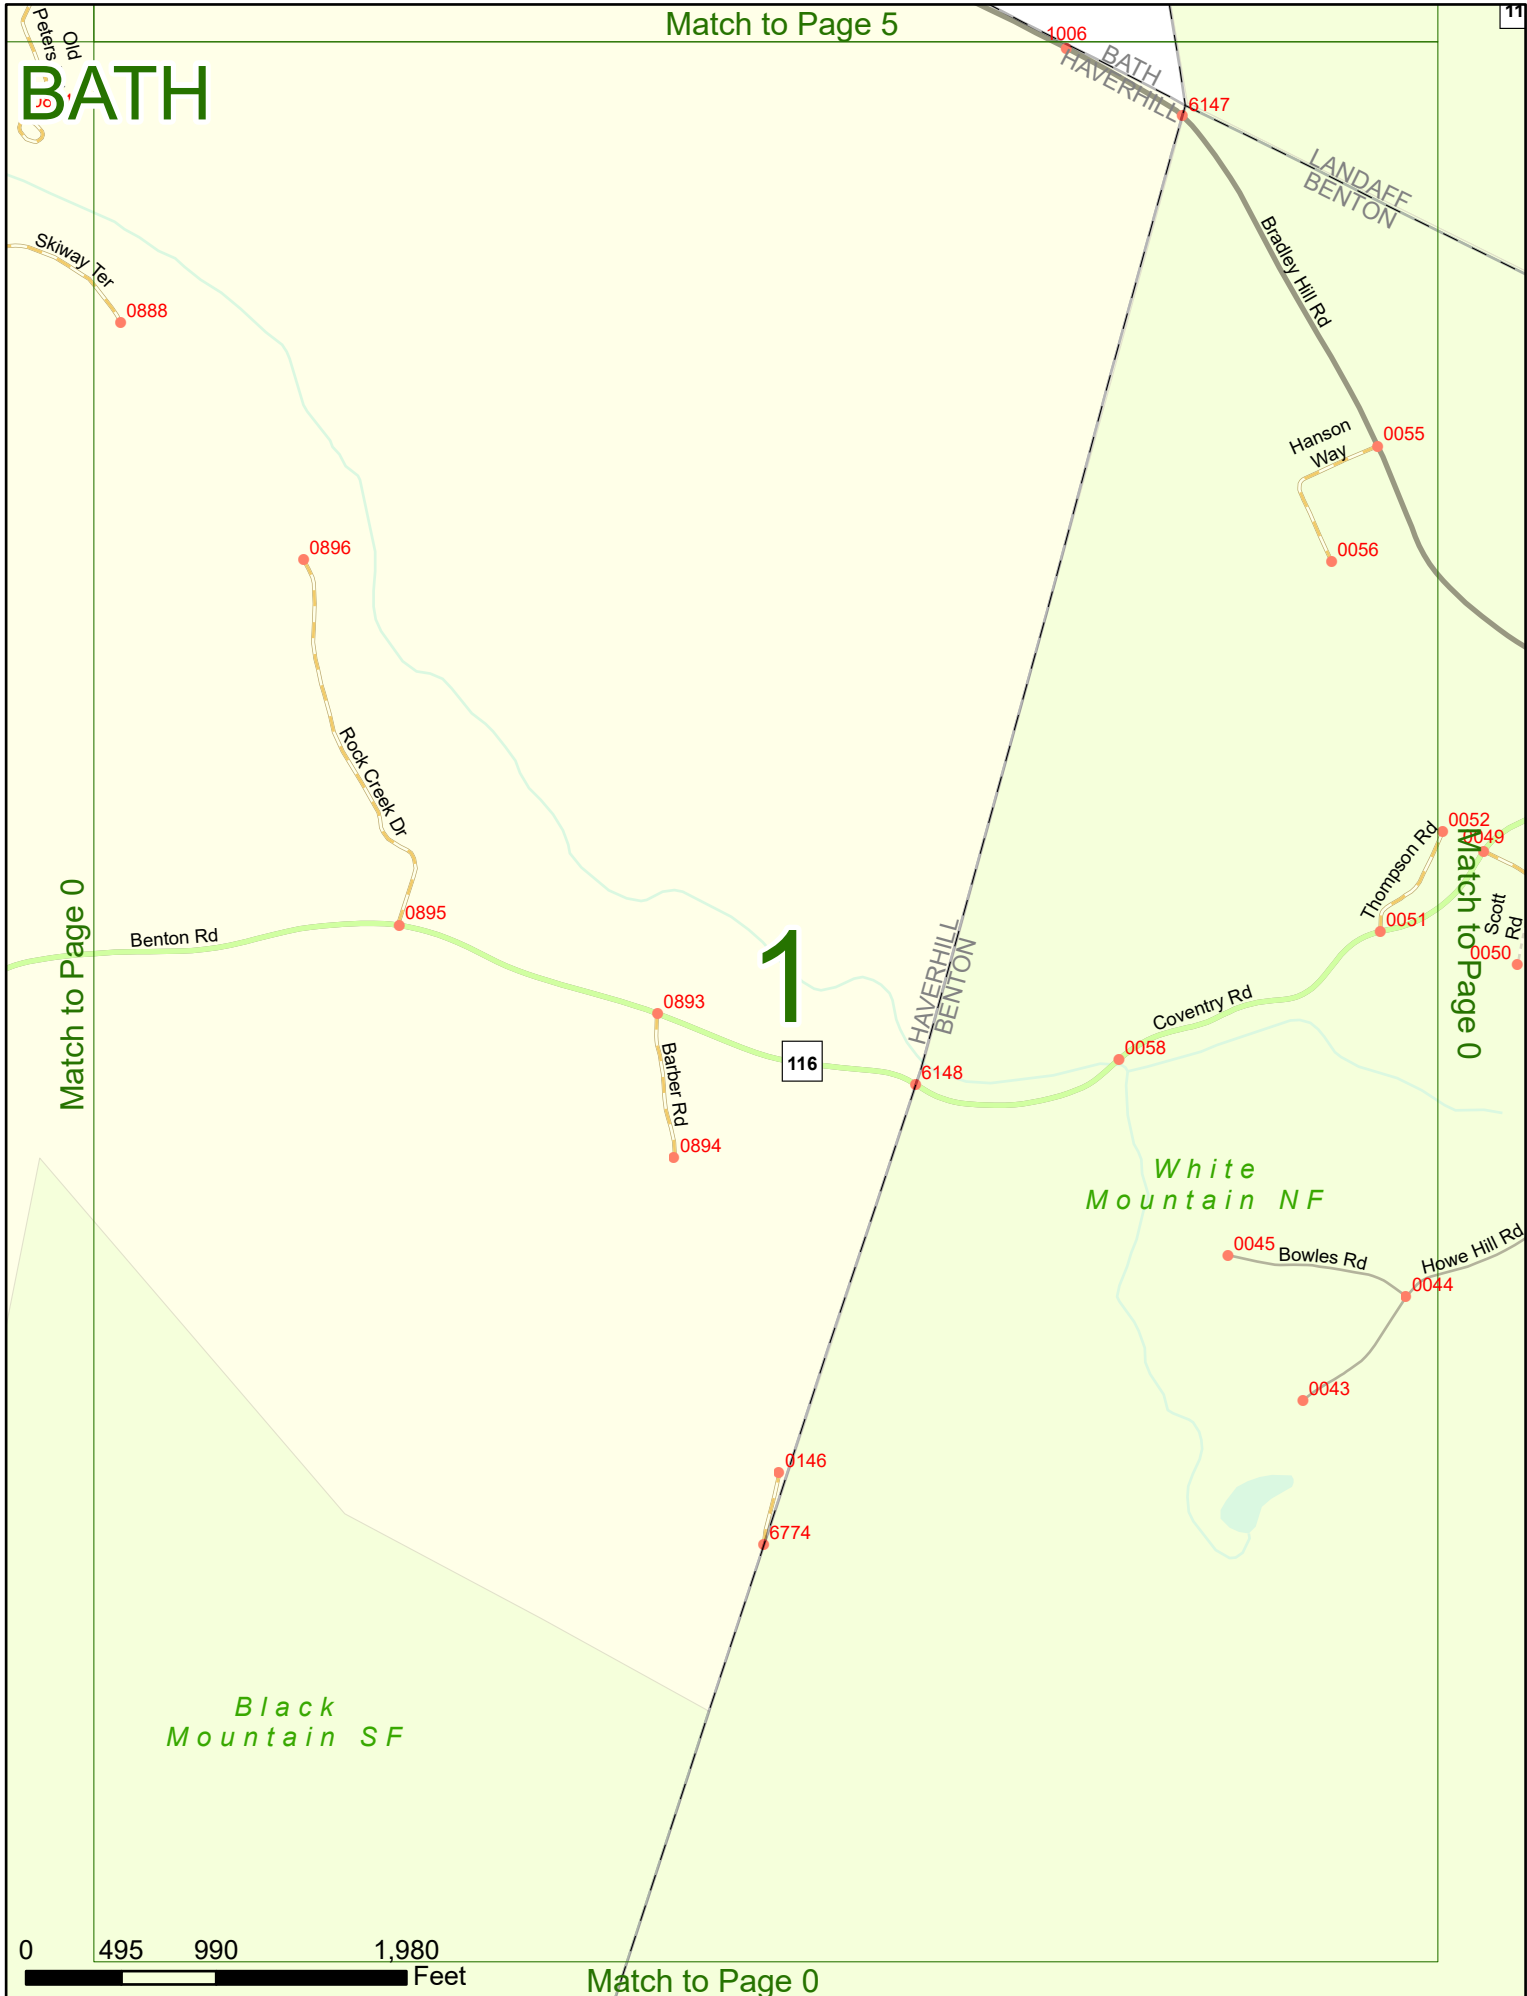 Match to Page 5
11
Old
Peters
BATH
1006
BATH
HAVERHILL
6147
LANDAFF
BENTON
Skiway Ter
0888
Bradley Hill Rd
Hanson
Way
0055
0056
0896
Rock Creek Dr
0052
0049
Thompson Rd
Match to Page 0
Match to Page 0
0895
Benton Rd
0051
Scott
Rd
0050
1
HAVERHILL
BENTON
0893
Coventry Rd
Barber Rd
116
0058
6148
0894
White
Mountain NF
0045
Bowles Rd
Howe Hill Rd
0044
0043
0146
6774
Black
Mountain SF
0 495 990 1,980
Feet
Match to Page 0